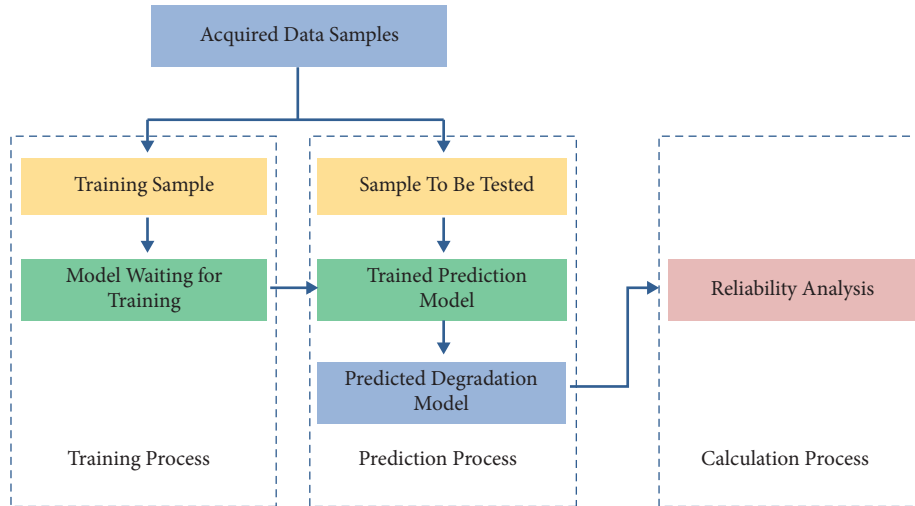 Acquired Data Samples
Training Sample
Sample To Be Tested
Model Waiting for
Training
Trained Prediction
Model
Reliability Analysis
Predicted Degradation
Model
Training Process
Prediction Process
Calculation Process